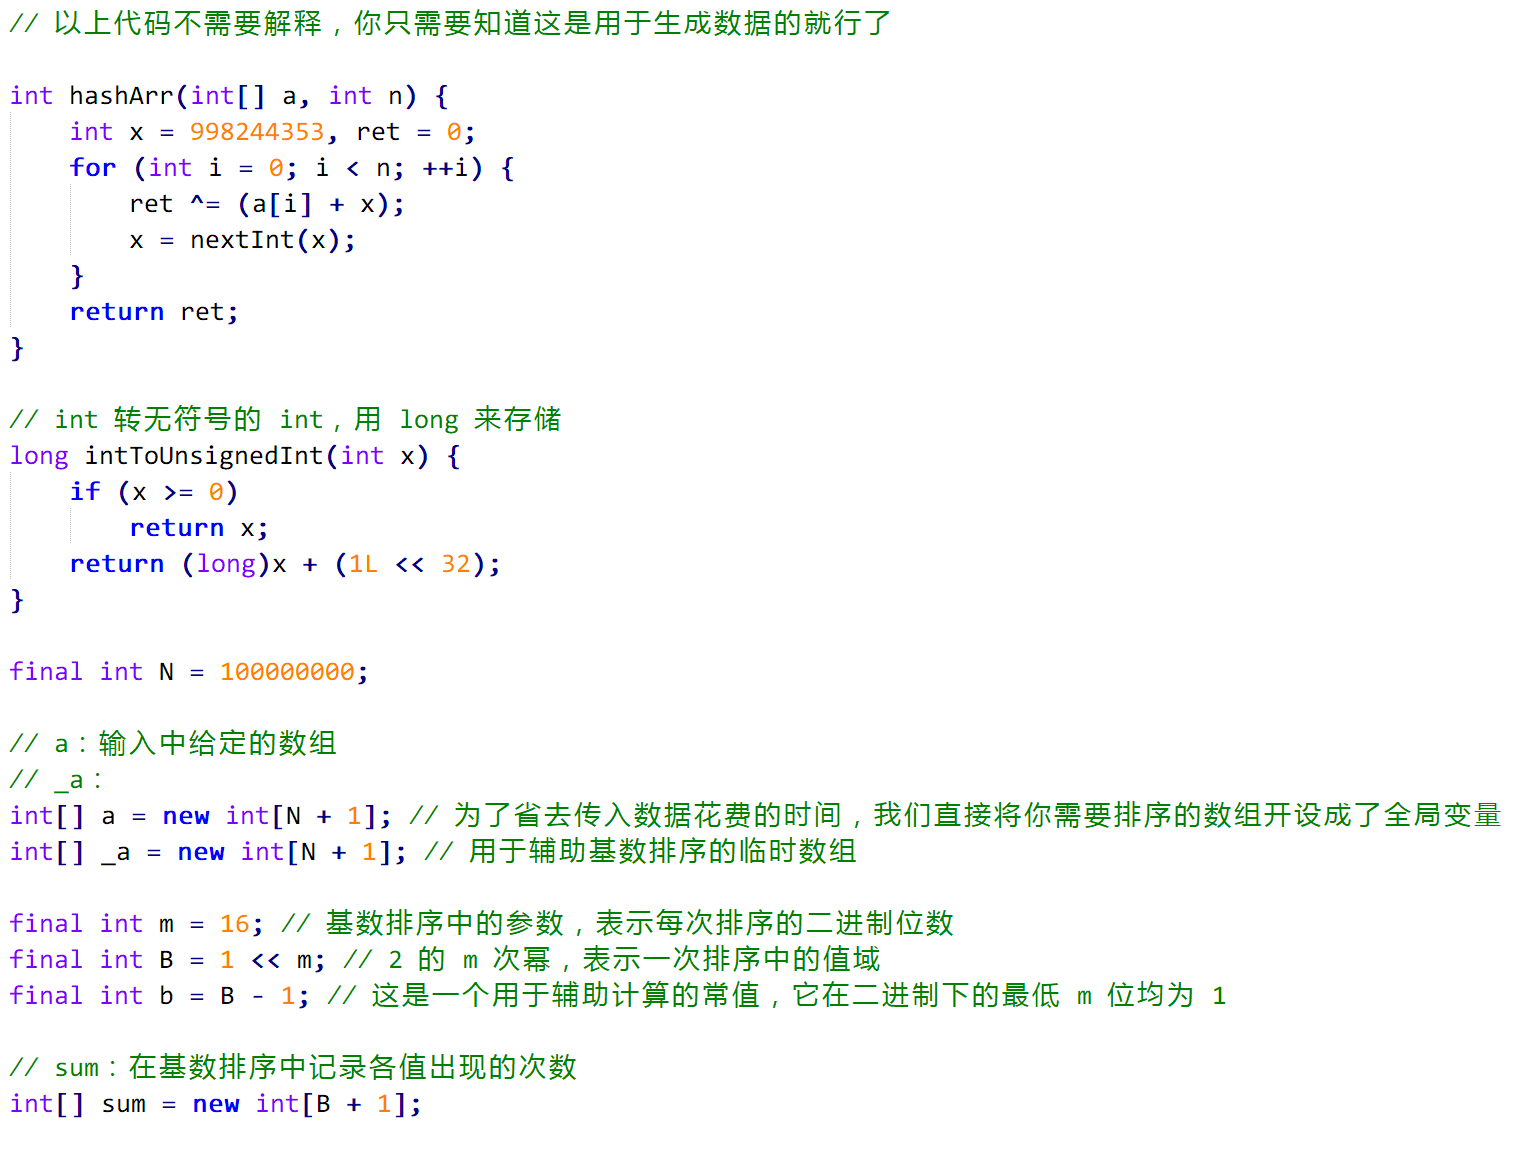 // 以上代码不需要解释，你只需要知道这是用于生成数据的就行了
int hashArr(int[] a, int n) {
    int x = 998244353, ret = 0;
    for (int i = 0; i < n; ++i) {
        ret ^= (a[i] + x);
        x = nextInt(x);
    }
    return ret;
}
// int 转无符号的 int，用 long 来存储
long intToUnsignedInt(int x) {
    if (x >= 0)
        return x;
    return (long)x + (1L << 32);
}
final int N = 100000000;
// a：输入中给定的数组
// _a：
int[] a = new int[N + 1]; // 为了省去传入数据花费的时间，我们直接将你需要排序的数组开设成了全局变量
int[] _a = new int[N + 1]; // 用于辅助基数排序的临时数组
final int m = 16; // 基数排序中的参数，表示每次排序的二进制位数
final int B = 1 << m; // 2 的 m 次幂，表示一次排序中的值域
final int b = B - 1; // 这是一个用于辅助计算的常值，它在二进制下的最低 m 位均为 1
// sum：在基数排序中记录各值出现的次数
int[] sum = new int[B + 1];